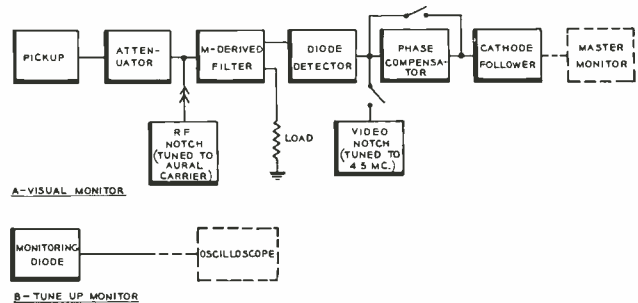 PICKUP
ATTEN-
UATOR
M-DERIVED
FILTER
DIODE
DETECTOR
PHASE
COMPENSA-
TOR
CATHODE
FOLLOWER
MASTER
MONITOR
RF
NOTCH
(TUNED TO
AURAL
CARRIER)
LOAD
VIDEO
NOTCH
(TUNED TO
4.5 MC.)
A-VISUAL MONITOR
MONITORING
DIODE
OSCILLOSCOPE
B-TUNE UP MONITOR